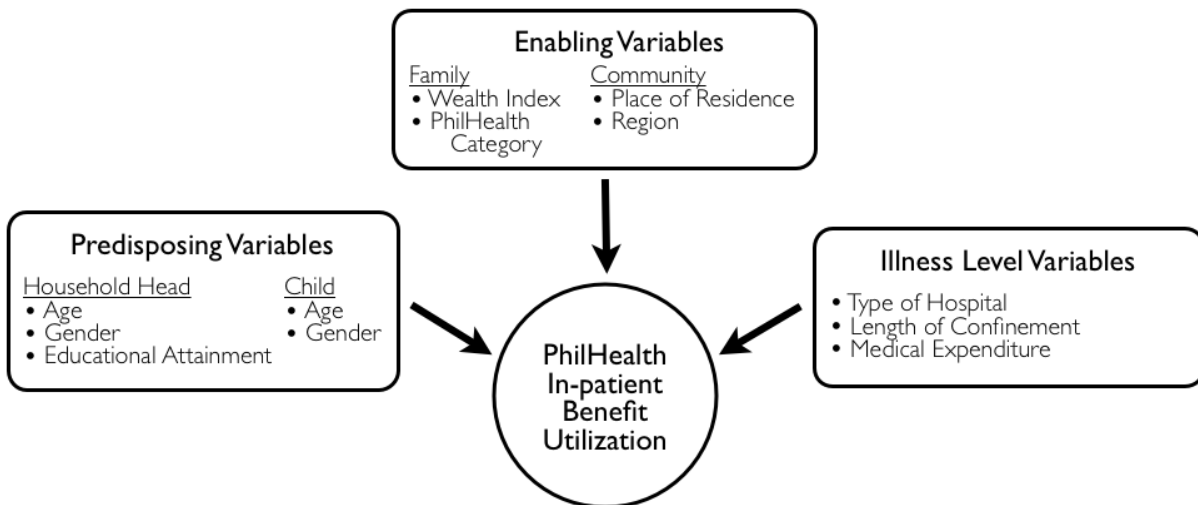 Enabling Variables
Family
• Wealth Index
• PhilHealth
Category
Community
• Place of Residence
• Region
Predisposing Variables
Household Head
• Age
• Gender
• Educational Attainment
Child
• Age
• Gender
Illness Level Variables
• Type of Hospital
• Length of Confinement
• Medical Expenditure
PhilHealth
In-patient
Benefit
Utilization